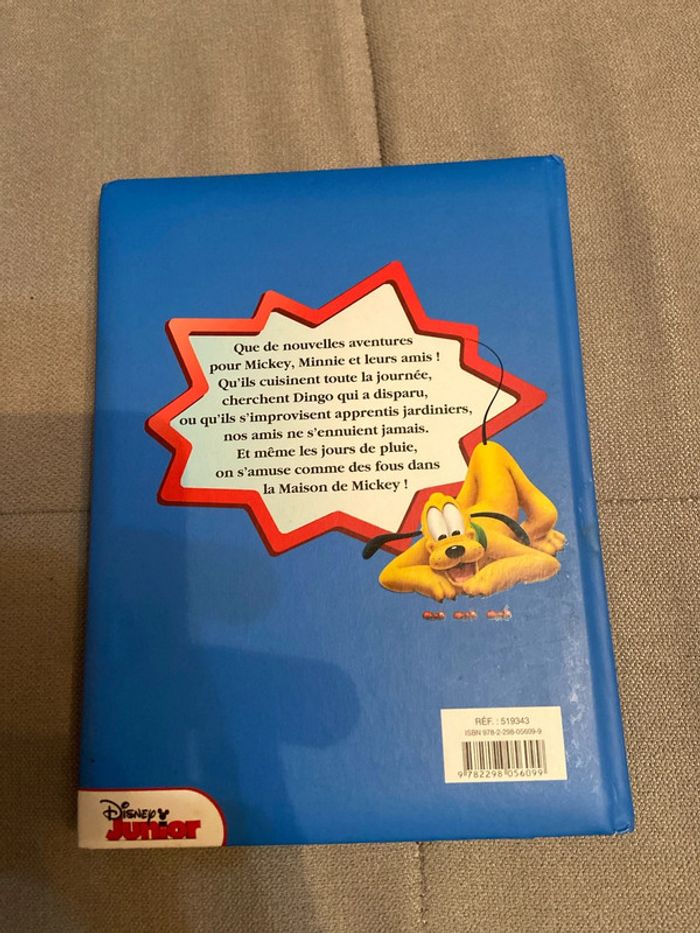 Que de nouvelles aventures
pour Mickey, Minnie et leurs amis !
Qu'ils cuisinent toute la journée,
cherchent Dingo qui a disparu,
ou qu'ils s'improvisent apprentis jardiniers,
nos amis ne s'ennuient jamais.
Et même les jours de pluie,
on s'amuse comme des fous dans
la Maison de Mickey !
RÉF. : 519343
ISBN 978-2-298-05609-9
9 782298 056099
Disney
Junior